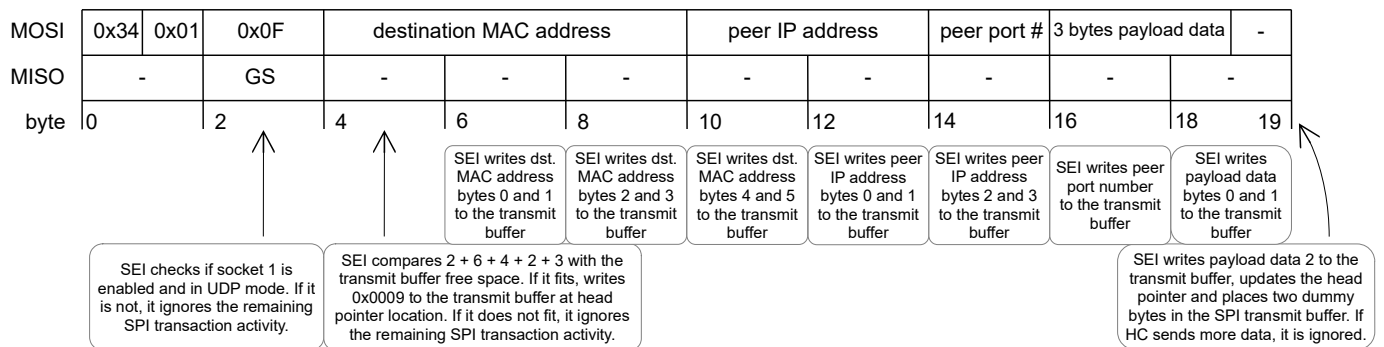 MOSI 0x34 0x01 0x0F destination MAC address peer IP address peer port # 3 bytes payload data -
MISO - GS - - - - - - - -
byte 0 2 4 6 8 10 12 14 16 18 19
SEI writes dst.
MAC address
bytes 0 and 1
to the transmit
buffer
SEI writes dst.
MAC address
bytes 2 and 3
to the transmit
buffer
SEI writes dst.
MAC address
bytes 4 and 5
to the transmit
buffer
SEI writes peer
IP address
bytes 0 and 1
to the transmit
buffer
SEI writes peer
IP address
bytes 2 and 3
to the transmit
buffer
SEI writes peer
port number
to the transmit
buffer
SEI writes
payload data
bytes 0 and 1
to the transmit
buffer
SEI checks if socket 1 is
enabled and in UDP mode. If it
is not, it ignores the remaining
SPI transaction activity.
SEI compares 2 + 6 + 4 + 2 + 3 with the
transmit buffer free space. If it fits, writes
0x0009 to the transmit buffer at head
pointer location. If it does not fit, it ignores
the remaining SPI transaction activity.
SEI writes payload data 2 to the
transmit buffer, updates the head
pointer and places two dummy
bytes in the SPI transmit buffer. If
HC sends more data, it is ignored.